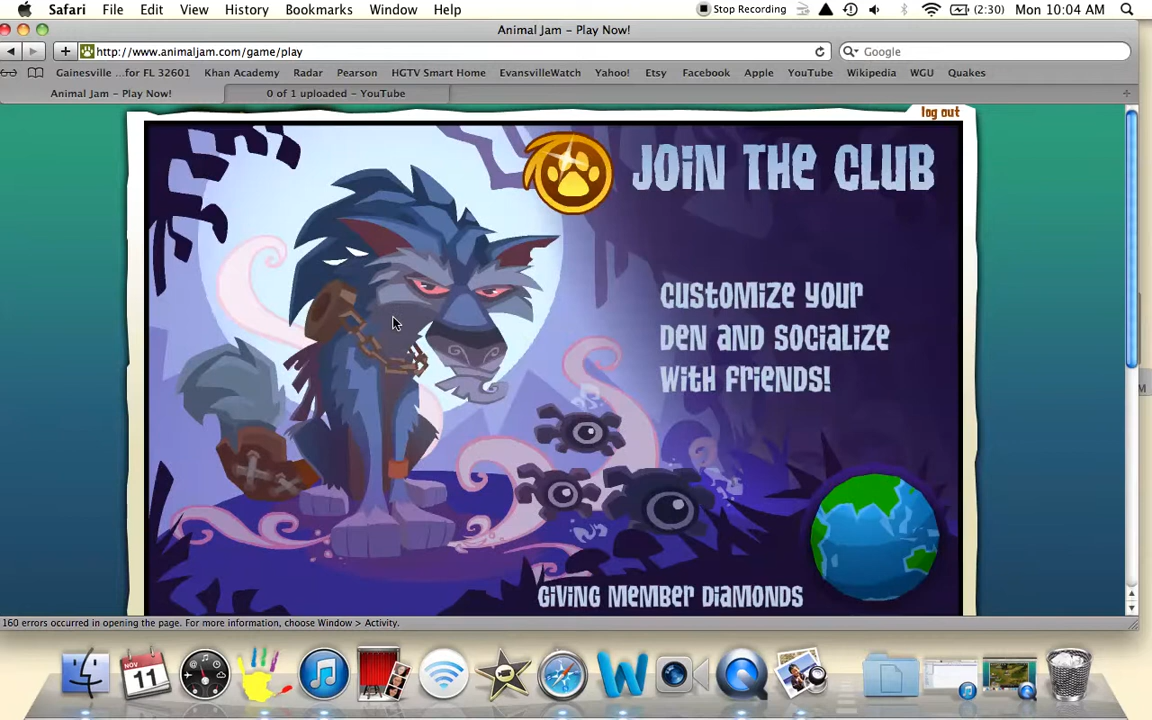 Safari File Edit View History Bookmarks Window Help Stop Recording (2:30) Mon 10:04 AM
Animal Jam – Play Now!
http://www.animaljam.com/game/play Google
Gainesville ...for FL 32601 Khan Academy Radar Pearson HGTV Smart Home EvansvilleWatch Yahoo! Etsy Facebook Apple YouTube Wikipedia WGU Quakes
Animal Jam – Play Now! 0 of 1 uploaded – YouTube
log out
JOIN THE CLUB
CUSTOMIZE YOUR
DEN AND SOCIALIZE
WITH FRIENDS!
GIVING MEMBER DIAMONDS
160 errors occurred in opening the page. For more information, choose Window > Activity.
NOV
11